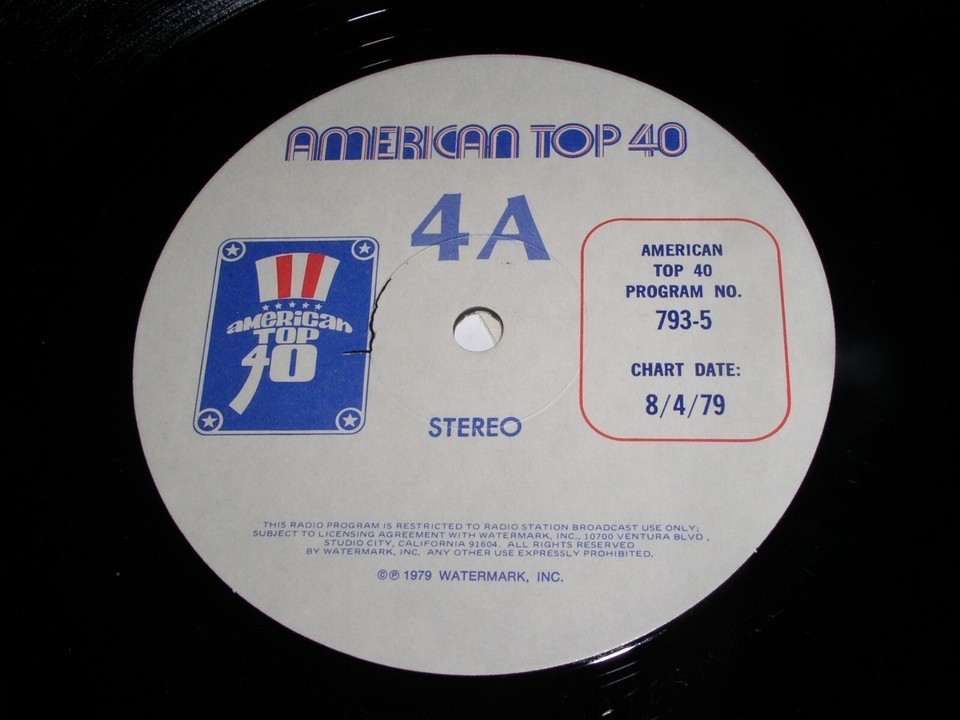 AMERICAN TOP 40
4A
AMERICAN
TOP
40
AMERICAN
TOP 40
PROGRAM NO.
793-5
CHART DATE:
8/4/79
STEREO
THIS RADIO PROGRAM IS RESTRICTED TO RADIO STATION BROADCAST USE ONLY;
SUBJECT TO LICENSING AGREEMENT WITH WATERMARK, INC., 10700 VENTURA BLVD.,
STUDIO CITY, CALIFORNIA 91604. ALL RIGHTS RESERVED
BY WATERMARK, INC. ANY OTHER USE EXPRESSLY PROHIBITED.
©℗ 1979 WATERMARK, INC.